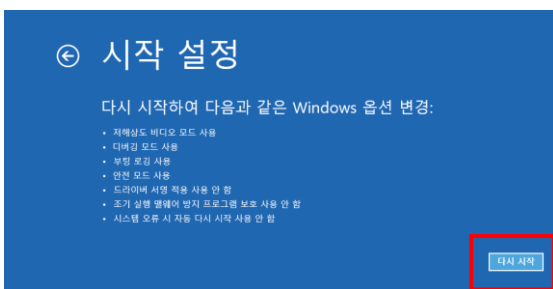 시작 설정
다시 시작하여 다음과 같은 Windows 옵션 변경:
• 저해상도 비디오 모드 사용
• 디버깅 모드 사용
• 부팅 로깅 사용
• 안전 모드 사용
• 드라이버 서명 적용 사용 안 함
• 조기 실행 맬웨어 방지 프로그램 보호 사용 안 함
• 시스템 오류 시 자동 다시 시작 사용 안 함
다시 시작